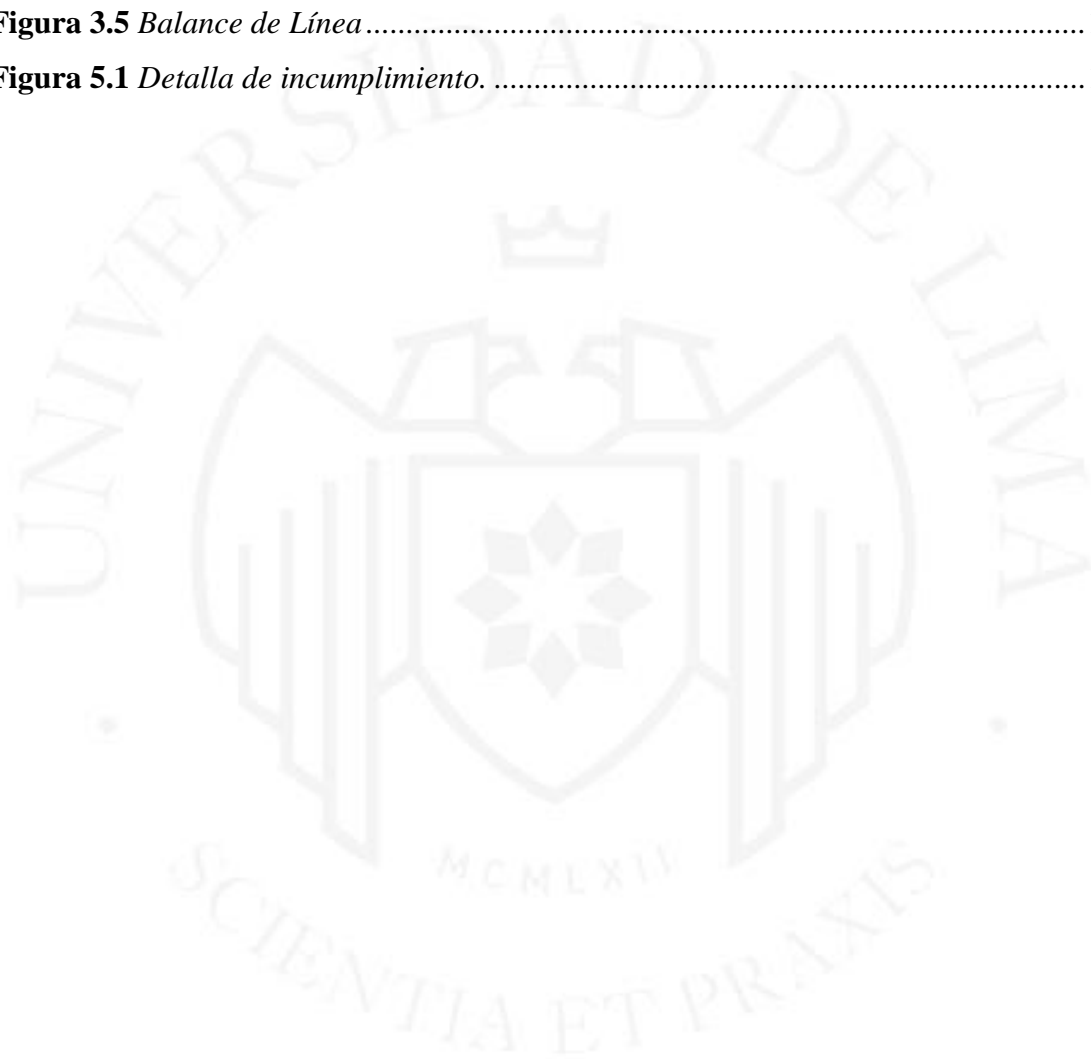 Figura 3.5 Balance de Línea ..........................................................................................
Figura 5.1 Detalla de incumplimiento. ..........................................................................
UNIVERSIDAD DE LIMA
MCMLXII
SCIENTIA ET PRAXIS